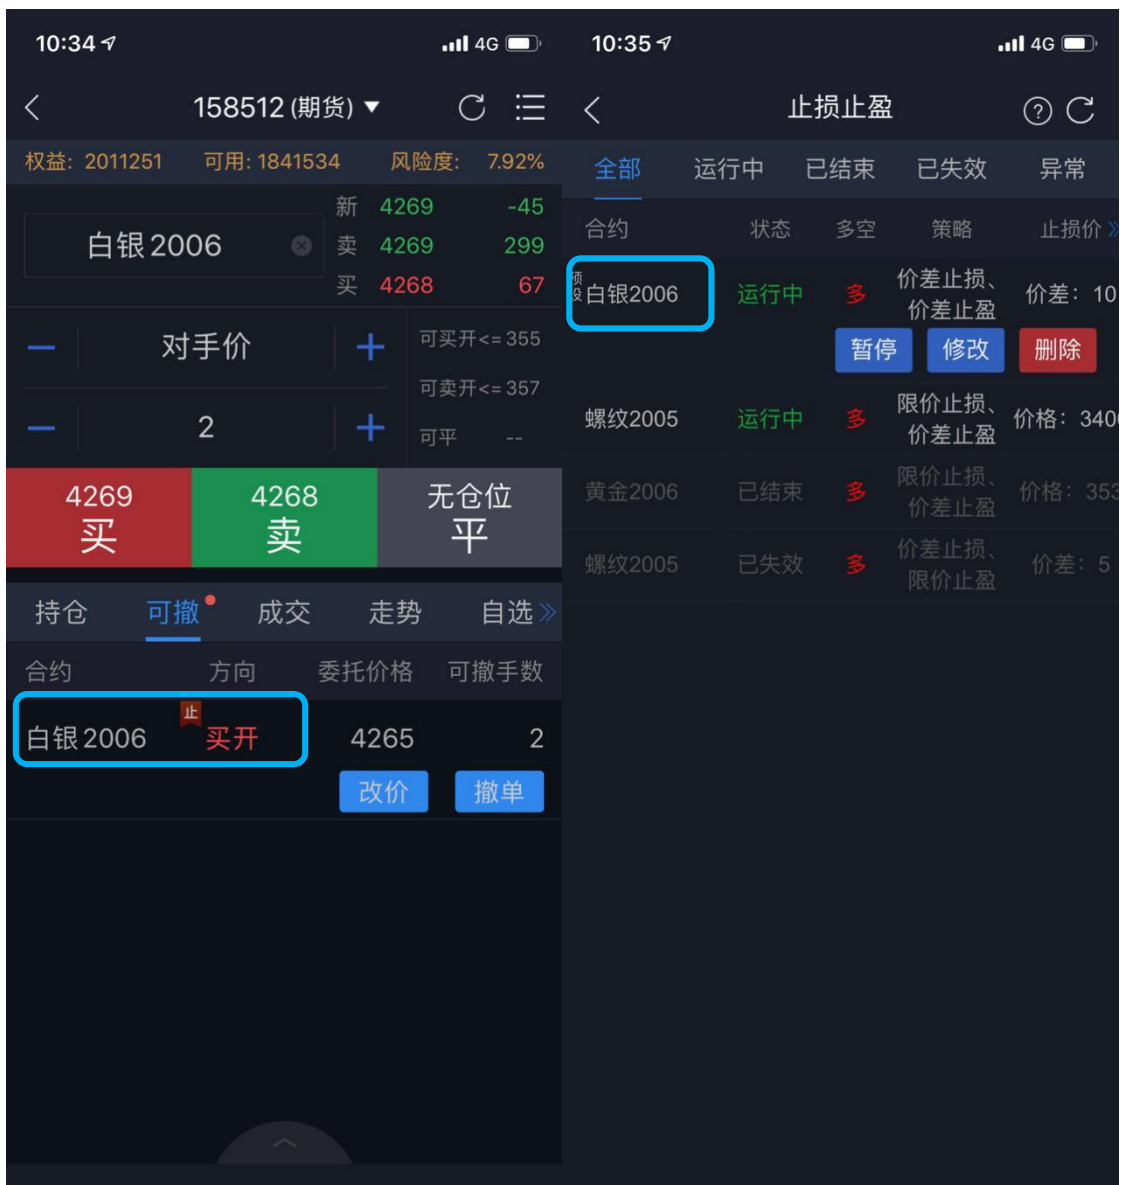 10:34
4G
158512 (期货)
权益: 2011251 可用: 1841534 风险度: 7.92%
白银 2006
新 4269 -45
卖 4269 299
买 4268 67
对手价
可买开<=355
可卖开<=357
2
可平 --
4269 4268 无仓位
买 卖 平
持仓 可撤 成交 走势 自选
合约 方向 委托价格 可撤手数
止
白银 2006 买开 4265 2
改价 撤单
10:35
4G
止损止盈
全部 运行中 已结束 已失效 异常
合约 状态 多空 策略 止损价
预设 白银2006 运行中 多 价差止损、
价差止盈
价差: 10
暂停 修改 删除
螺纹2005 运行中 多 限价止损、
价差止盈
价格: 340
黄金2006 已结束 多 限价止损、
价差止盈
价格: 353
螺纹2005 已失效 多 价差止损、
限价止盈
价差: 5